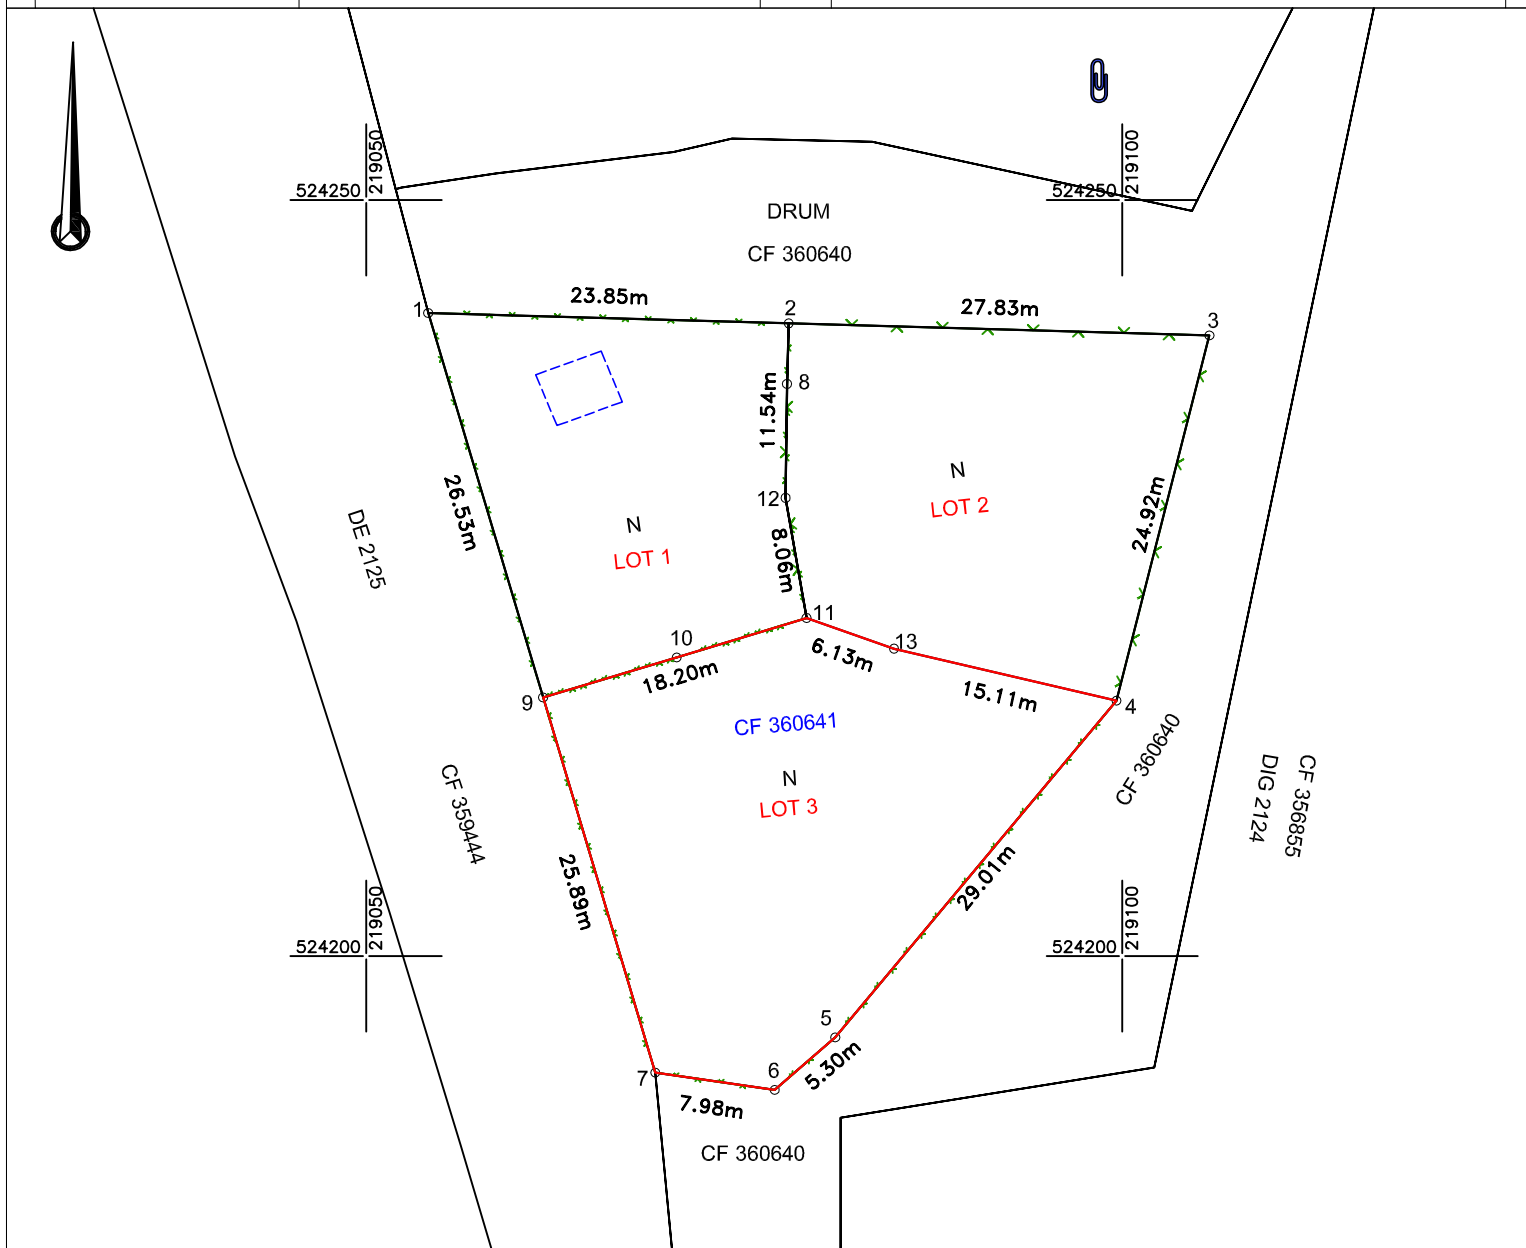 219050
524250
219100
524250
DRUM
CF 360640
1
23.85m
2
27.83m
3
8
11.54m
12
N
LOT 2
24.92m
26.53m
DE 2125
N
LOT 1
8.06m
11
10
13
6.13m
18.20m
15.11m
9
4
CF 360641
N
LOT 3
CF 360640
DIG 2124
CF 356855
CF 359444
25.89m
29.01m
219050
524200
219100
524200
5
5.30m
6
7
7.98m
CF 360640